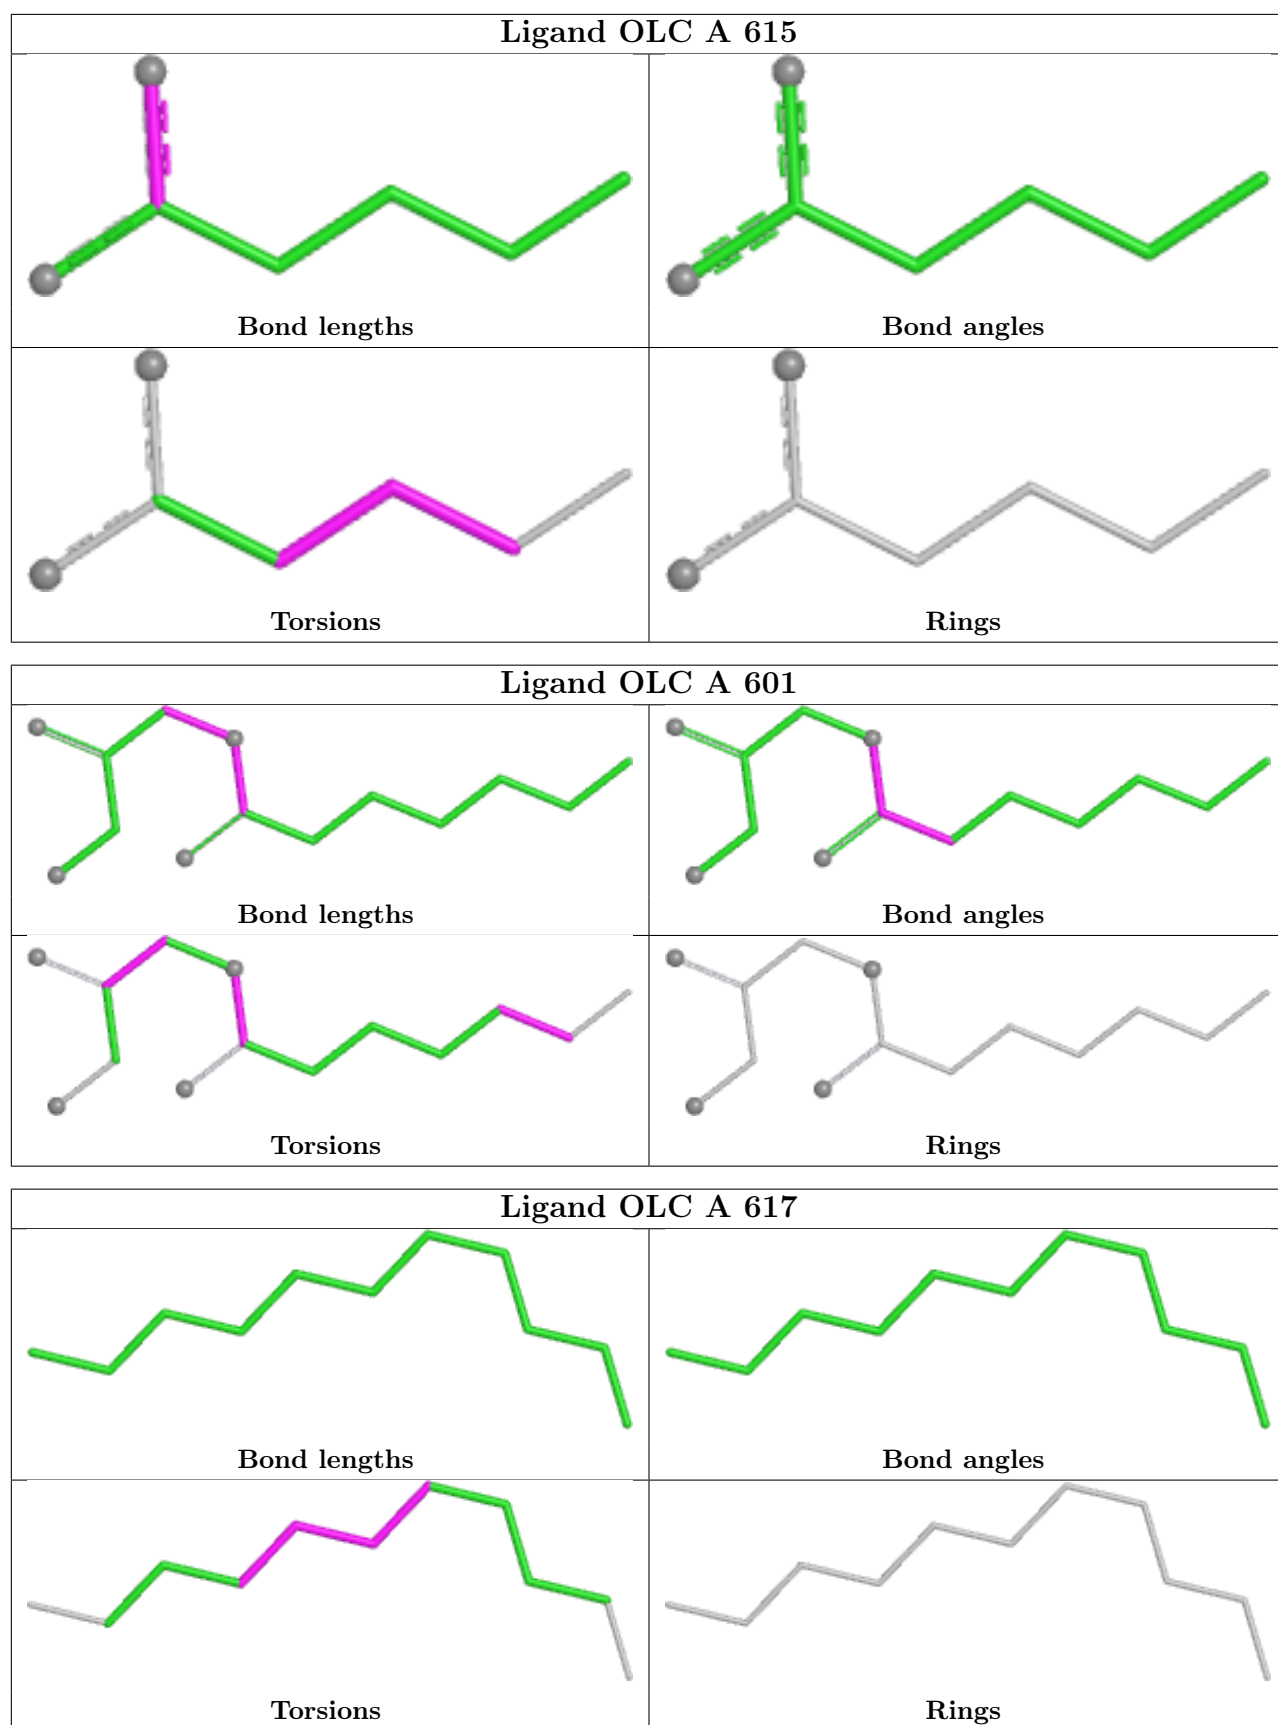 Ligand OLC A 615
Bond lengths
Bond angles
Torsions
Rings
Ligand OLC A 601
Bond lengths
Bond angles
Torsions
Rings
Ligand OLC A 617
Bond lengths
Bond angles
Torsions
Rings